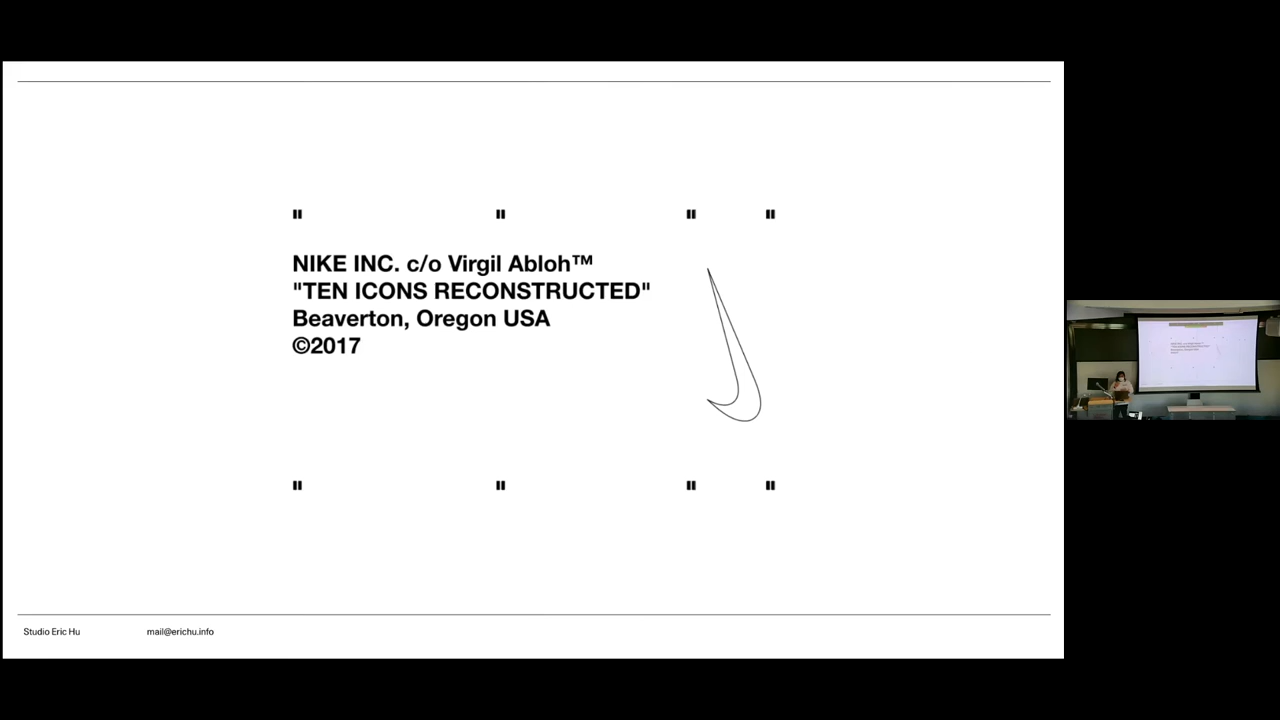 " " " "
NIKE INC. c/o Virgil Abloh™
"TEN ICONS RECONSTRUCTED"
Beaverton, Oregon USA
©2017
" " " "
Studio Eric Hu
mail@erichu.info